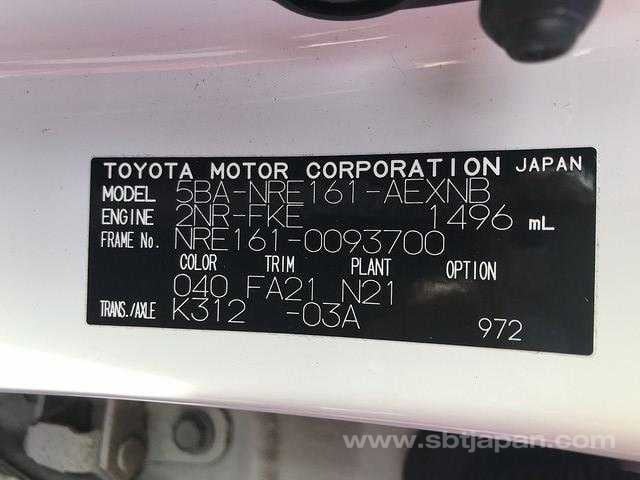 TOYOTA MOTOR CORPORATION JAPAN
MODEL 5BA-NRE161-AEXNB
ENGINE 2NR-FKE 1496 mL
FRAME No. NRE161-0093700
COLOR TRIM PLANT OPTION
040 FA21 N21
TRANS./AXLE K312 -03A
972
www.sbtjapan.com